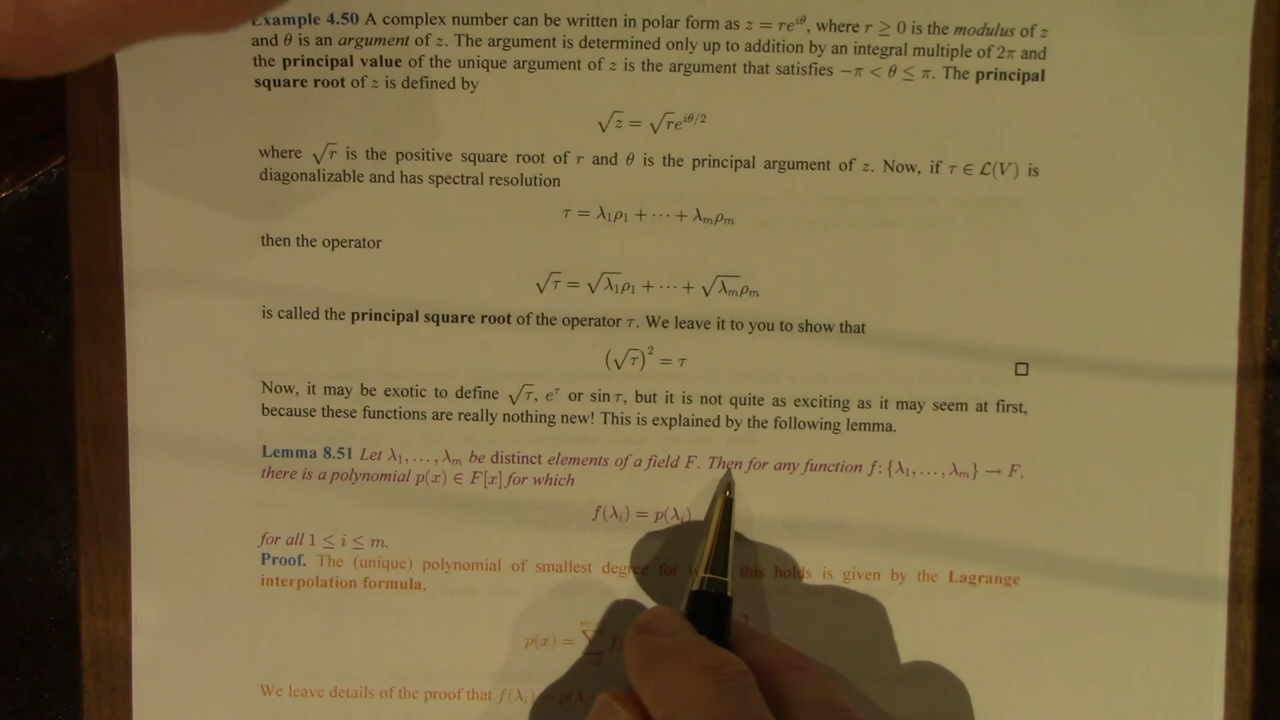 Example 4.50 A complex number can be written in polar form as z = re^{iθ}, where r ≥ 0 is the modulus of z
and θ is an argument of z. The argument is determined only up to addition by an integral multiple of 2π and
the principal value of the unique argument of z is the argument that satisfies −π < θ ≤ π. The principal
square root of z is defined by
√z = √r e^{iθ/2}
where √r is the positive square root of r and θ is the principal argument of z. Now, if τ ∈ ℒ(V) is
diagonalizable and has spectral resolution
τ = λ₁ρ₁ + ⋯ + λₘρₘ
then the operator
√τ = √λ₁ρ₁ + ⋯ + √λₘρₘ
is called the principal square root of the operator τ. We leave it to you to show that
(√τ)² = τ □
Now, it may be exotic to define √τ, e^τ or sin τ, but it is not quite as exciting as it may seem at first,
because these functions are really nothing new! This is explained by the following lemma.
Lemma 8.51 Let λ₁, …, λₘ be distinct elements of a field F. Then for any function f: {λ₁, …, λₘ} → F,
there is a polynomial p(x) ∈ F[x] for which
f(λᵢ) = p(λᵢ)
for all 1 ≤ i ≤ m.
Proof. The (unique) polynomial of smallest degree for this holds is given by the Lagrange
interpolation formula,
p(x) = ∑ f
We leave details of the proof that f(λᵢ) = p(λ